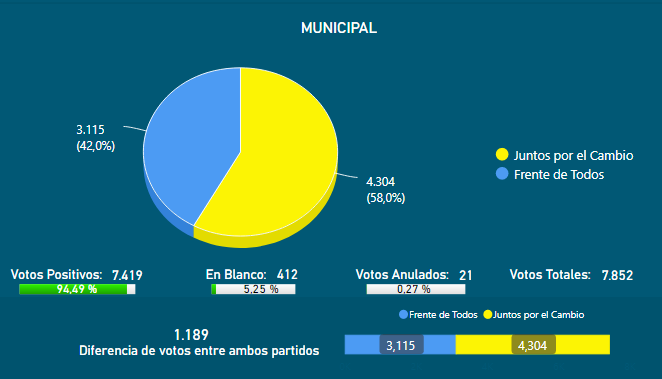 MUNICIPAL
3.115
(42,0%)
4.304
(58,0%)
Juntos por el Cambio
Frente de Todos
Votos Positivos: 7.419
94,49 %
En Blanco: 412
5.25 %
Votos Anulados: 21
0.27 %
Votos Totales: 7.852
1.189
Diferencia de votos entre ambos partidos
Frente de Todos Juntos por el Cambio
3,115 4,304